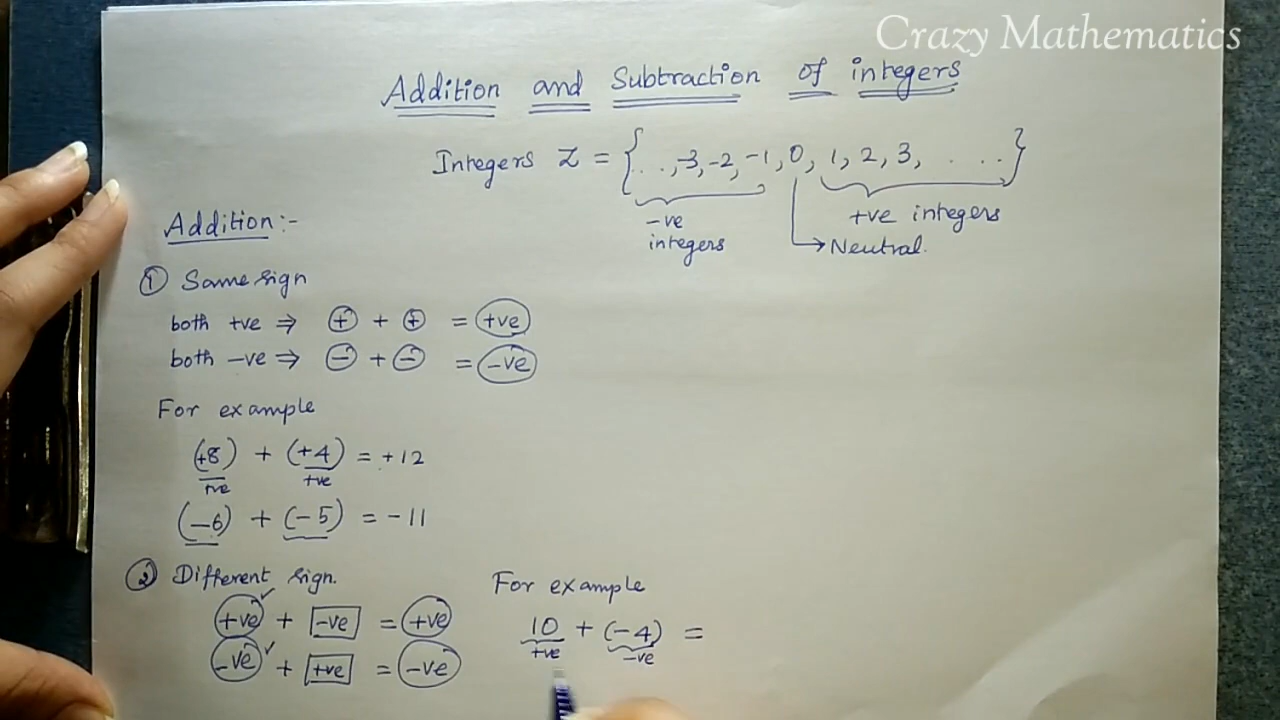 Crazy Mathematics
Addition and Subtraction of integers
Integers Z = { . . , -3, -2, -1, 0, 1, 2, 3, . . . . }
-ve integers
+ve integers
Neutral.
Addition :-
① Same sign
both +ve ⇒ ⊕ + ⊕ = +ve
both -ve ⇒ ⊖ + ⊖ = -ve
For example
(+8) + (+4) = +12
+ve +ve
(-6) + (-5) = -11
② Different sign.
+ve ✓ + -ve = +ve
-ve ✓ + +ve = -ve
For example
10 + (-4) =
+ve -ve